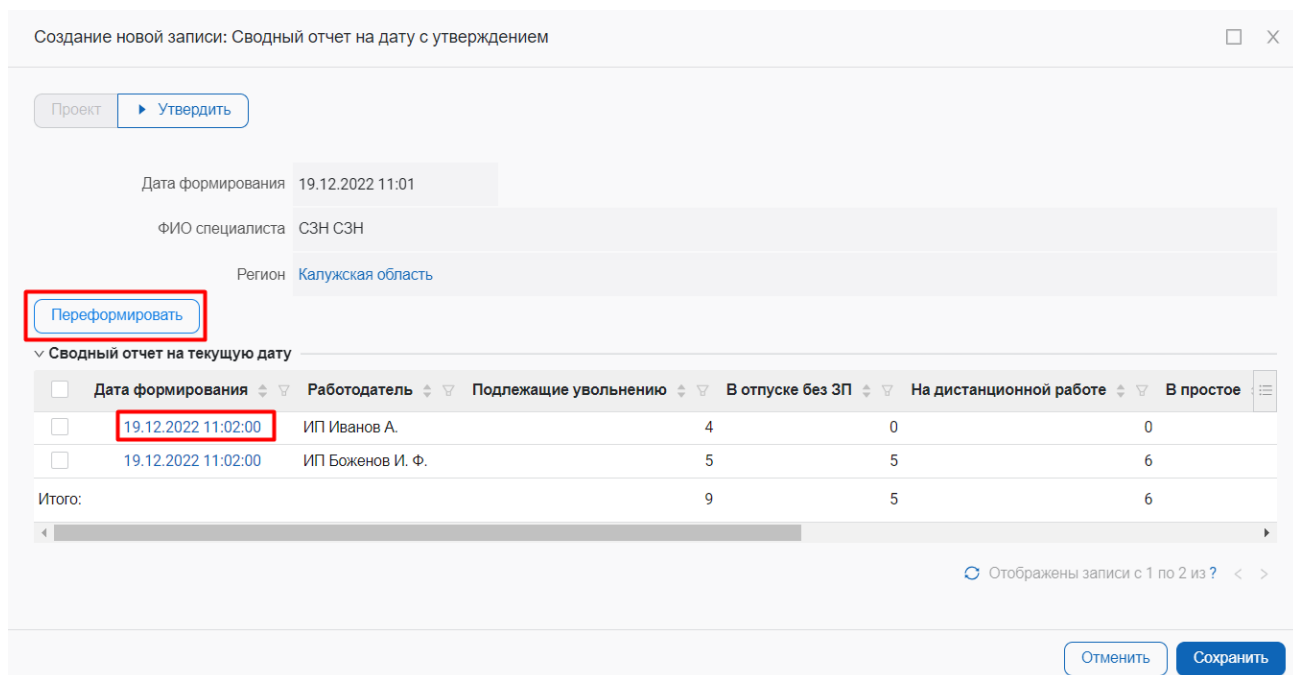 Создание новой записи: Сводный отчет на дату с утверждением
Проект Утвердить
Дата формирования 19.12.2022 11:01
ФИО специалиста СЗН СЗН
Регион Калужская область
Переформировать
Сводный отчет на текущую дату
Дата формирования Работодатель Подлежащие увольнению В отпуске без ЗП На дистанционной работе В простое
19.12.2022 11:02:00 ИП Иванов А. 4 0 0
19.12.2022 11:02:00 ИП Боженов И. Ф. 5 5 6
Итого: 9 5 6
Отображены записи с 1 по 2 из ? < >
Отменить Сохранить